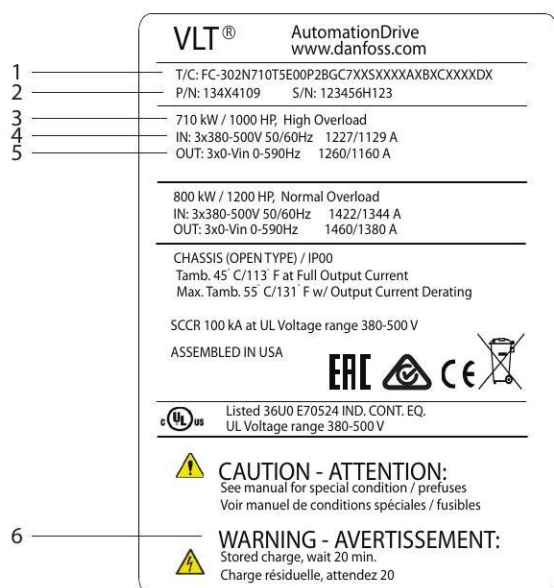 VLT® AutomationDrive
www.danfoss.com
1 T/C: FC-302N710T5E00P2BGC7XXSXXXXAXBXCXXXXDX
2 P/N: 134X4109 S/N: 123456H123
3 710 kW / 1000 HP, High Overload
4 IN: 3x380-500V 50/60Hz 1227/1129 A
5 OUT: 3x0-Vin 0-590Hz 1260/1160 A
800 kW / 1200 HP, Normal Overload
IN: 3x380-500V 50/60Hz 1422/1344 A
OUT: 3x0-Vin 0-590Hz 1460/1380 A
CHASSIS (OPEN TYPE) / IP00
Tamb. 45° C/113° F at Full Output Current
Max. Tamb. 55° C/131° F w/ Output Current Derating
SCCR 100 kA at UL Voltage range 380-500 V
ASSEMBLED IN USA
EAC CE
c UL us Listed 36U0 E70524 IND. CONT. EQ.
UL Voltage range 380-500 V
CAUTION - ATTENTION:
See manual for special condition / prefuses
Voir manuel de conditions spéciales / fusibles
6 WARNING - AVERTISSEMENT:
Stored charge, wait 20 min.
Charge résiduelle, attendez 20